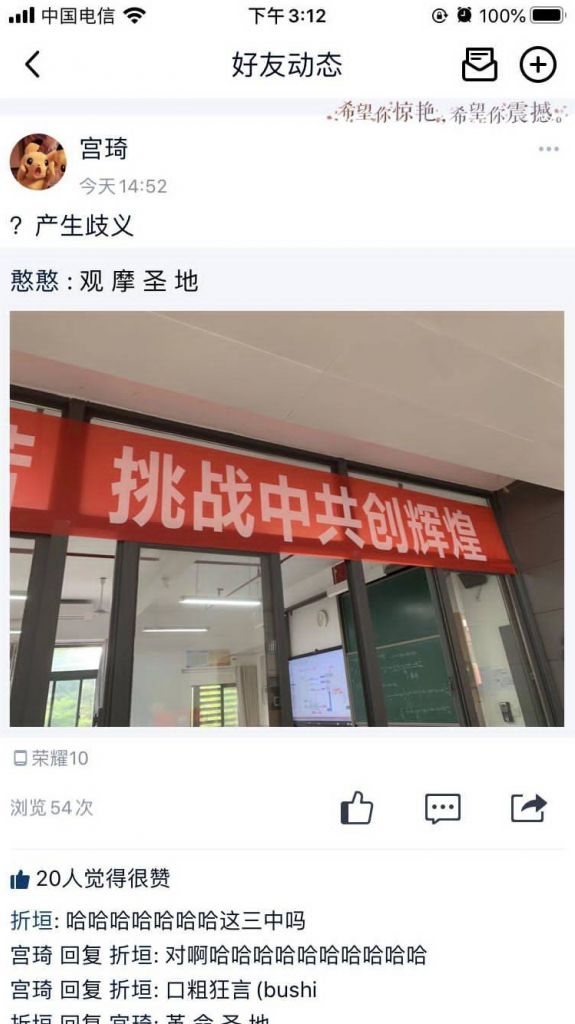 中国电信
下午3:12
100%
好友动态
希望你惊艳,,希望你震撼。
宫琦
今天14:52
？产生歧义
憨憨 : 观 摩 圣 地
挑战中共创辉煌
荣耀10
浏览54次
20人觉得很赞
折垣: 哈哈哈哈哈哈哈这三中吗
宫琦 回复 折垣: 对啊哈哈哈哈哈哈哈哈哈哈
宫琦 回复 折垣: 口粗狂言(bushi
折垣 回复 宫琦: 革 命 圣 地